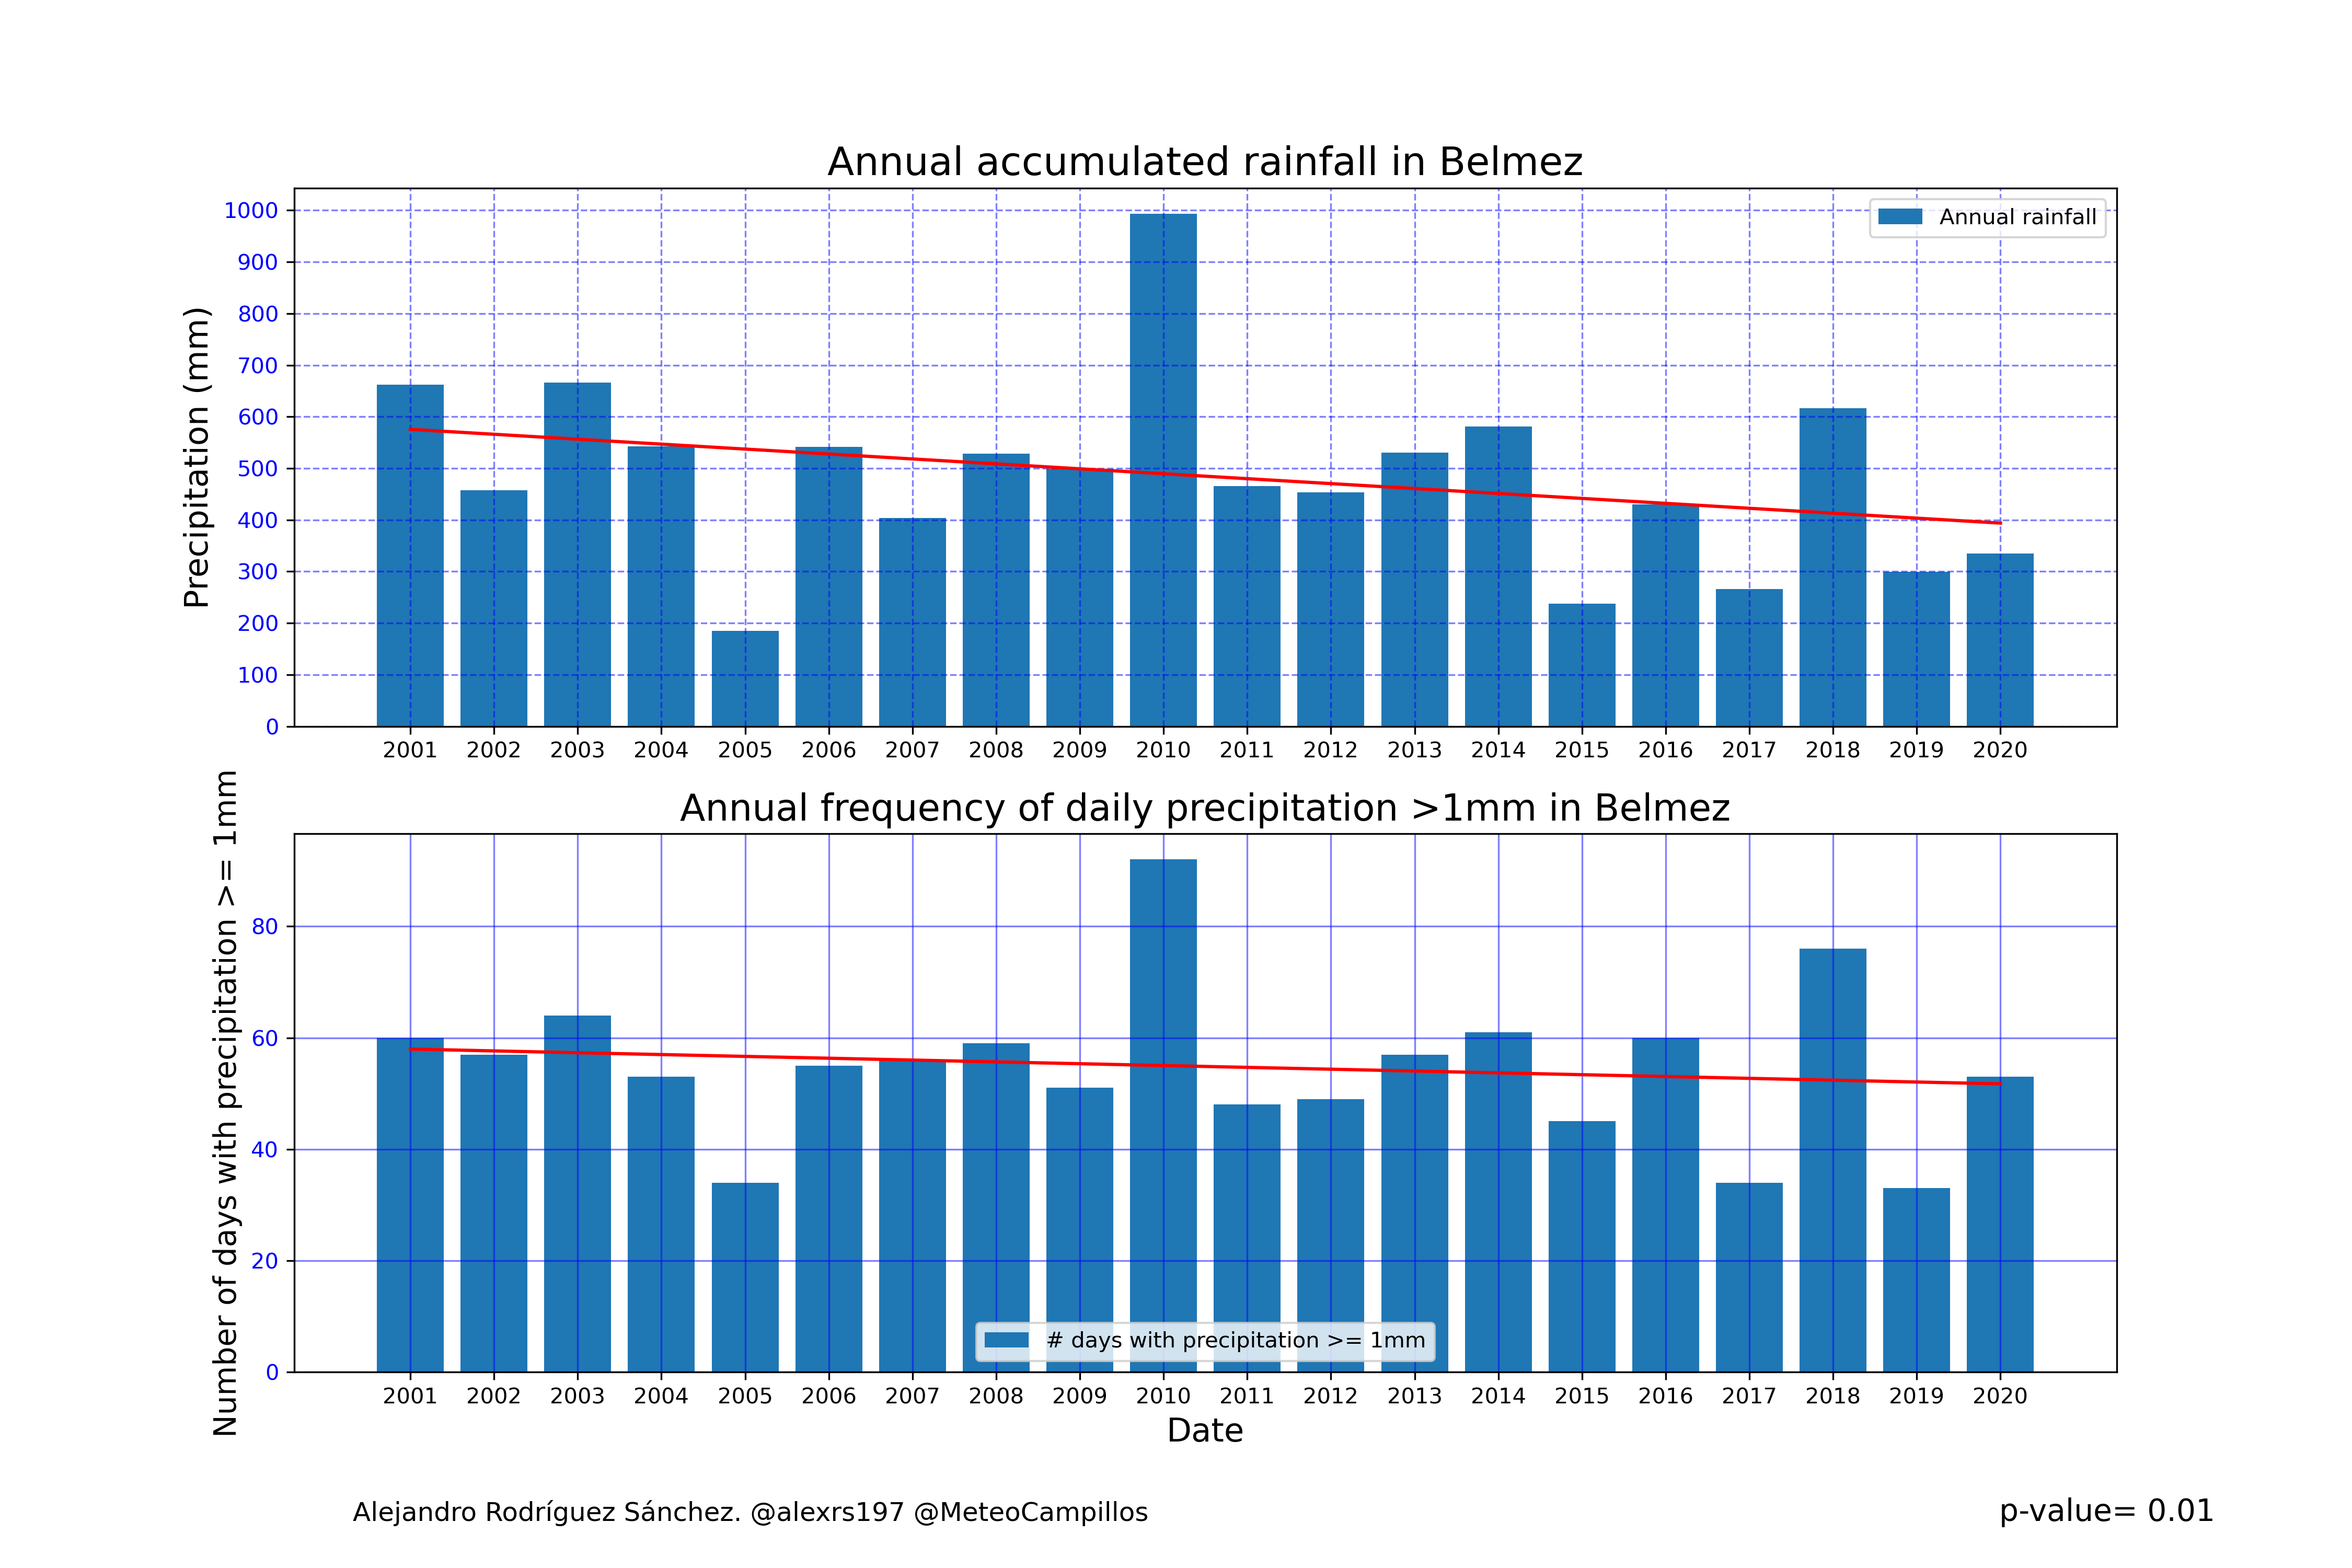 Annual accumulated rainfall in Belmez
Precipitation (mm)
1000
900
800
700
600
500
400
300
200
100
0
Annual rainfall
2001 2002 2003 2004 2005 2006 2007 2008 2009 2010 2011 2012 2013 2014 2015 2016 2017 2018 2019 2020
Annual frequency of daily precipitation >1mm in Belmez
Number of days with precipitation >= 1mm
80
60
40
20
0
# days with precipitation >= 1mm
2001 2002 2003 2004 2005 2006 2007 2008 2009 2010 2011 2012 2013 2014 2015 2016 2017 2018 2019 2020
Date
Alejandro Rodríguez Sánchez. @alexrs197 @MeteoCampillos
p-value= 0.01